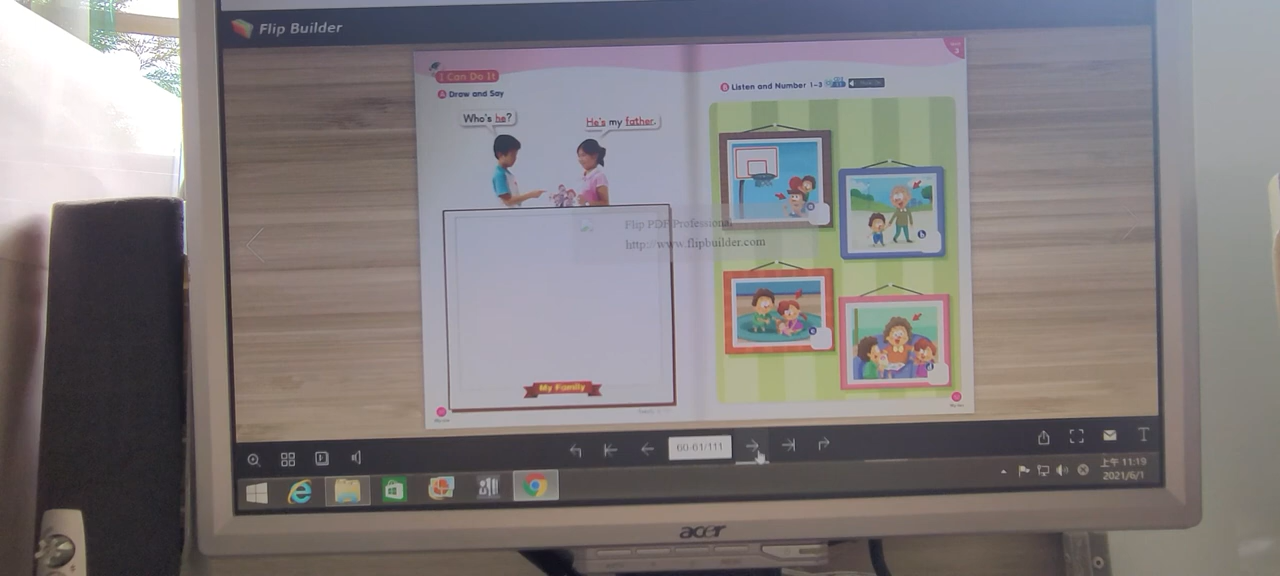 Flip Builder
I Can Do It
A Draw and Say
Who's he?
He's my father.
My Family
B Listen and Number 1–3
3
Flip PDF Professional
http://www.flipbuilder.com
b
60-61/111
上午 11:19
2021/6/1
acer